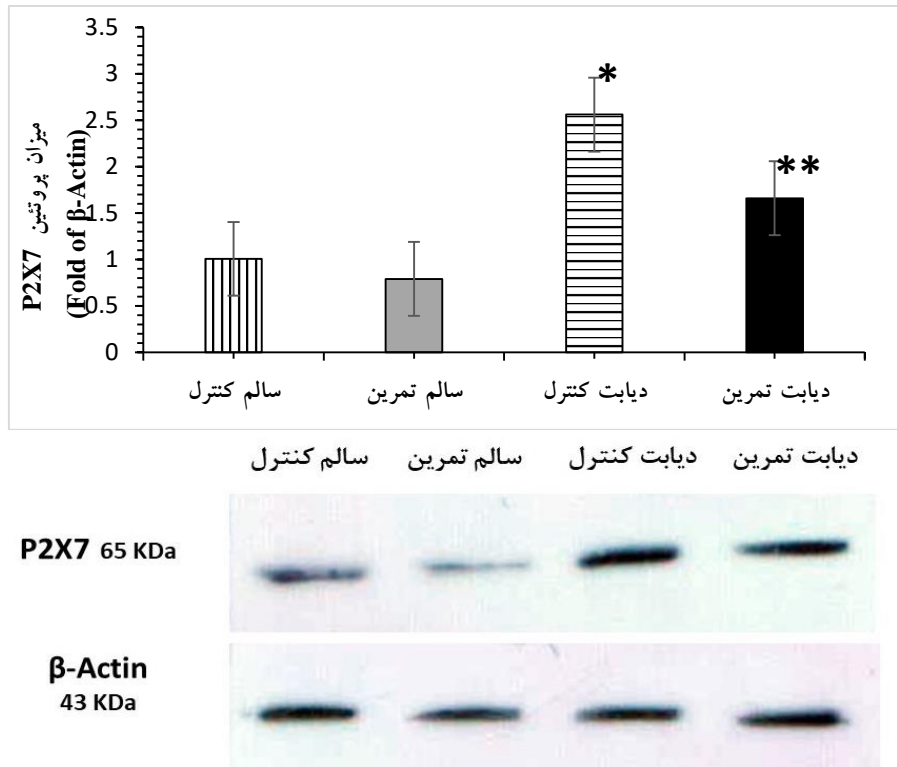 میزان پروتئین P2X7
(Fold of β-Actin)
3.5
3
2.5
2
1.5
1
0.5
0
*
**
سالم کنترل
سالم تمرین
دیابت کنترل
دیابت تمرین
سالم کنترل
سالم تمرین
دیابت کنترل
دیابت تمرین
P2X7 65 KDa
β-Actin
43 KDa